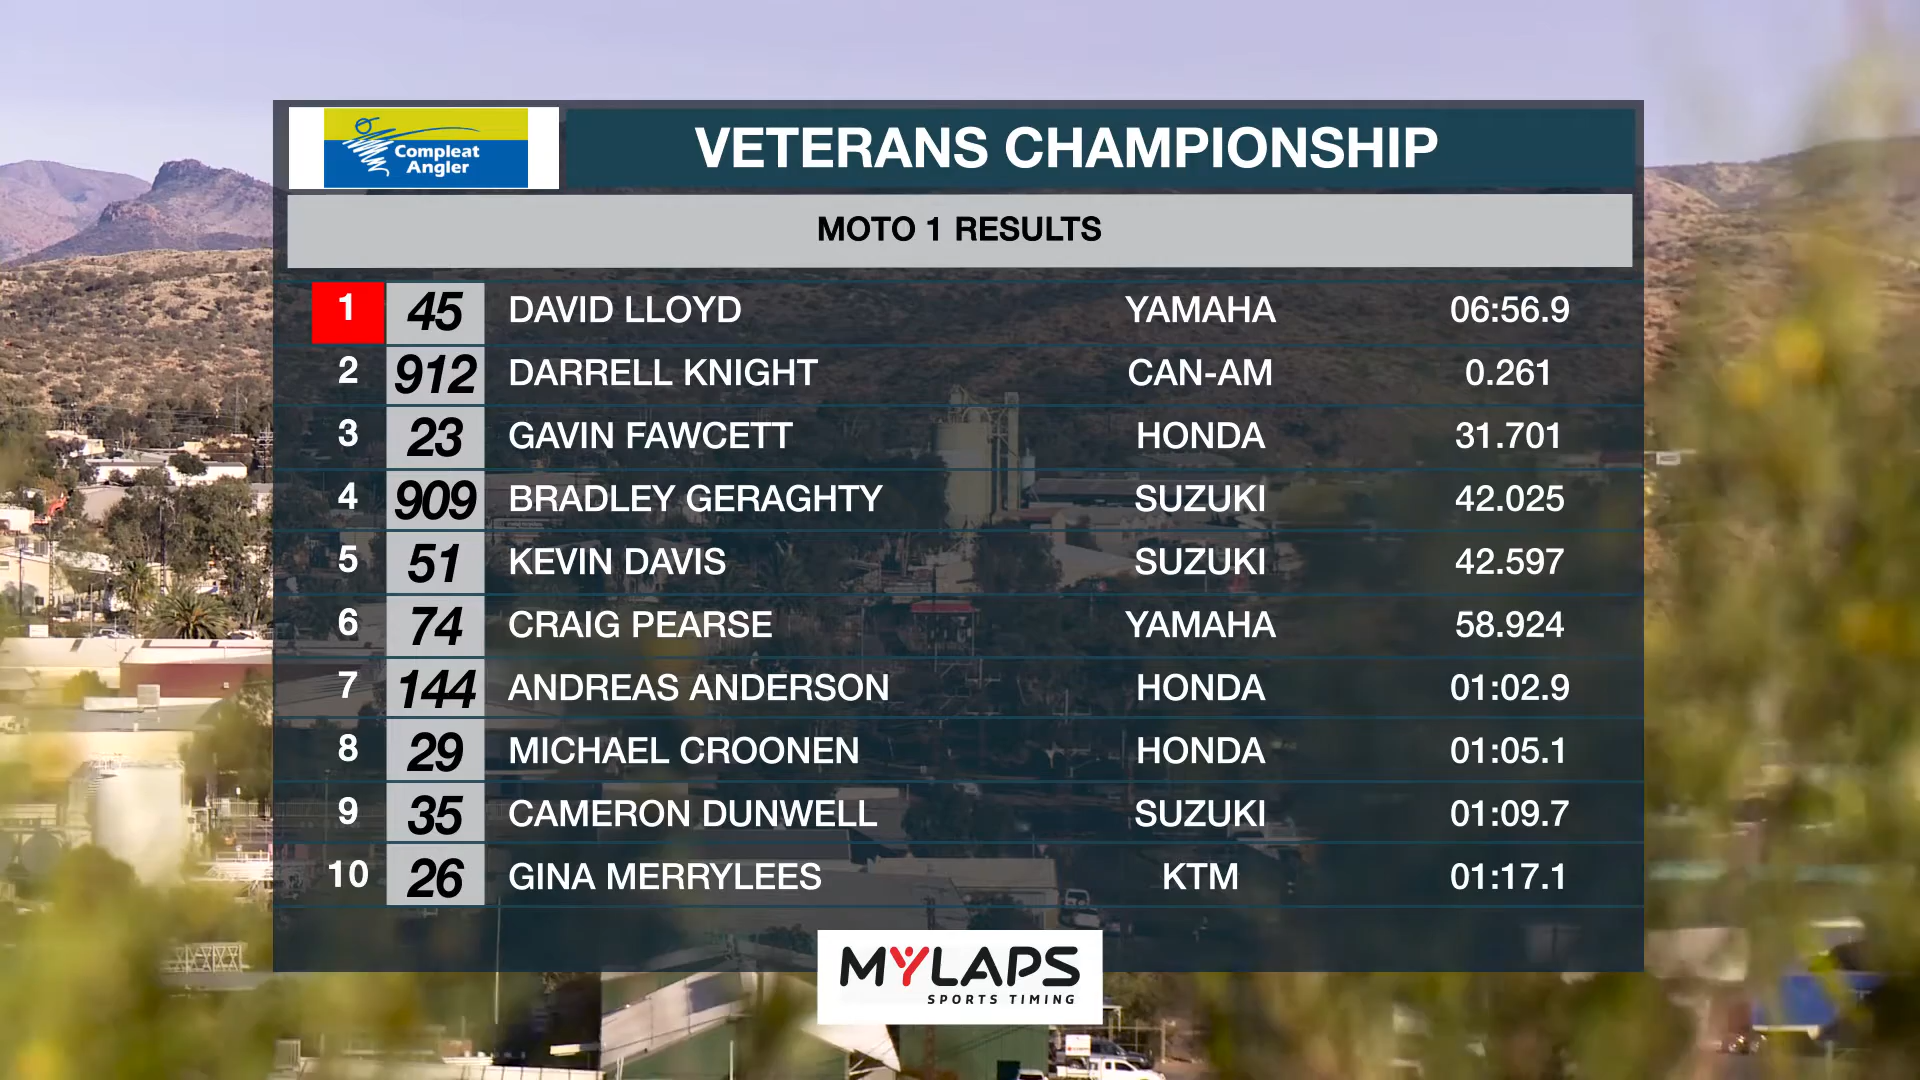 Compleat
Angler
VETERANS CHAMPIONSHIP
MOTO 1 RESULTS
1 45 DAVID LLOYD YAMAHA 06:56.9
2 912 DARRELL KNIGHT CAN-AM 0.261
3 23 GAVIN FAWCETT HONDA 31.701
4 909 BRADLEY GERAGHTY SUZUKI 42.025
5 51 KEVIN DAVIS SUZUKI 42.597
6 74 CRAIG PEARSE YAMAHA 58.924
7 144 ANDREAS ANDERSON HONDA 01:02.9
8 29 MICHAEL CROONEN HONDA 01:05.1
9 35 CAMERON DUNWELL SUZUKI 01:09.7
10 26 GINA MERRYLEES KTM 01:17.1
MYLAPS
SPORTS TIMING